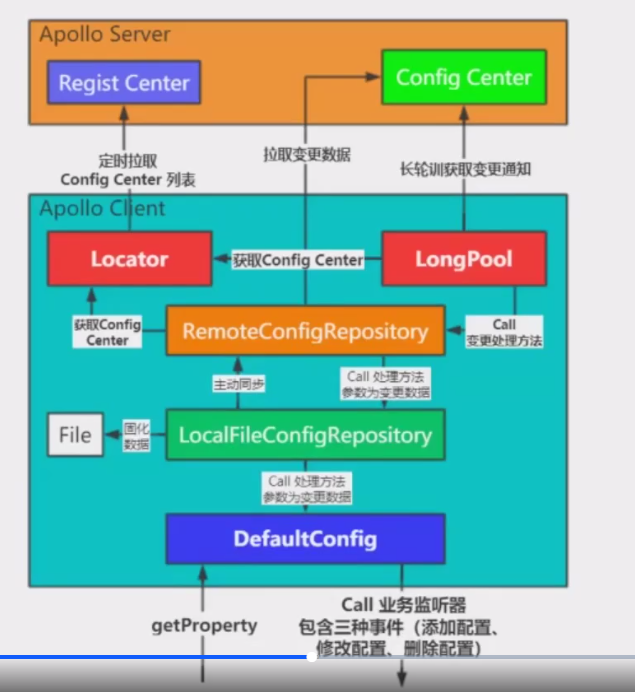 Apollo Server
Regist Center
Config Center
定时拉取
Config Center 列表
拉取变更数据
长轮训获取变更通知
Apollo Client
Locator
获取Config Center
LongPool
获取Config
Center
RemoteConfigRepository
Call
变更处理方法
主动同步
Call 处理方法
参数为变更数据
File
固化
数据
LocalFileConfigRepository
Call 处理方法
参数为变更数据
DefaultConfig
getProperty
Call 业务监听器
包含三种事件（添加配置、
修改配置、删除配置）